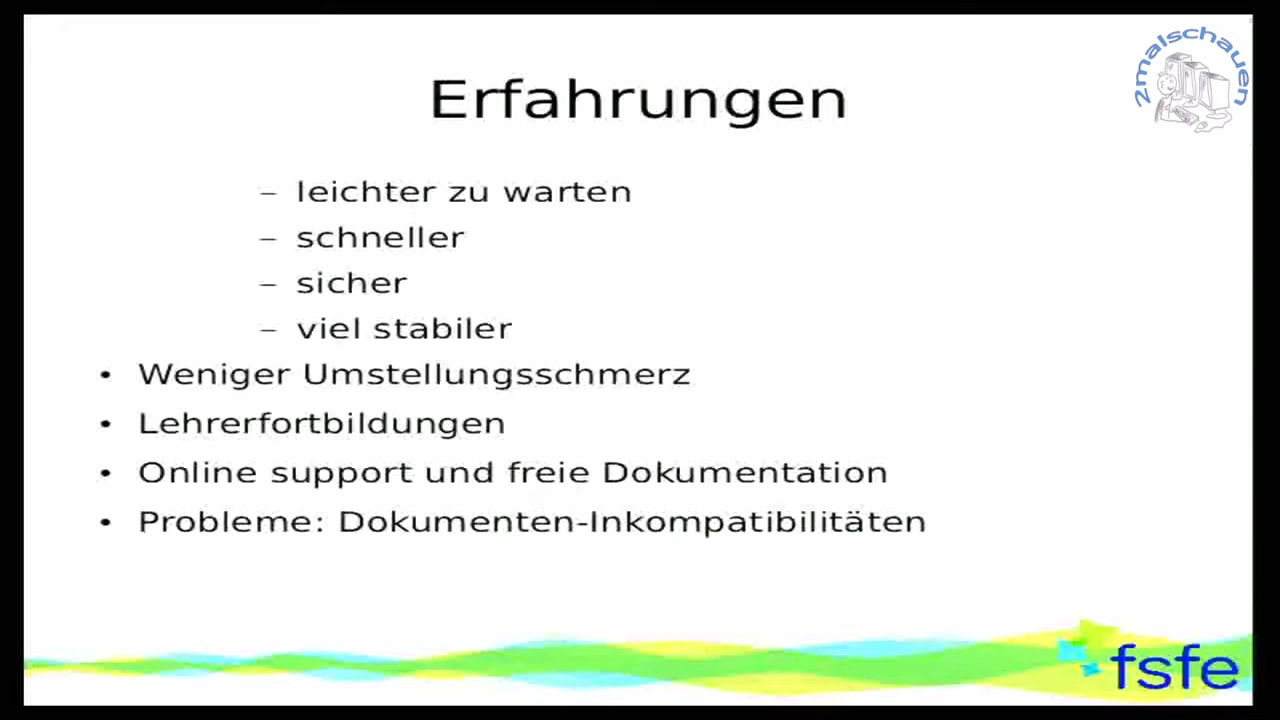 2malschauen
Erfahrungen
– leichter zu warten
– schneller
– sicher
– viel stabiler
• Weniger Umstellungsschmerz
• Lehrerfortbildungen
• Online support und freie Dokumentation
• Probleme: Dokumenten-Inkompatibilitäten
fsfe